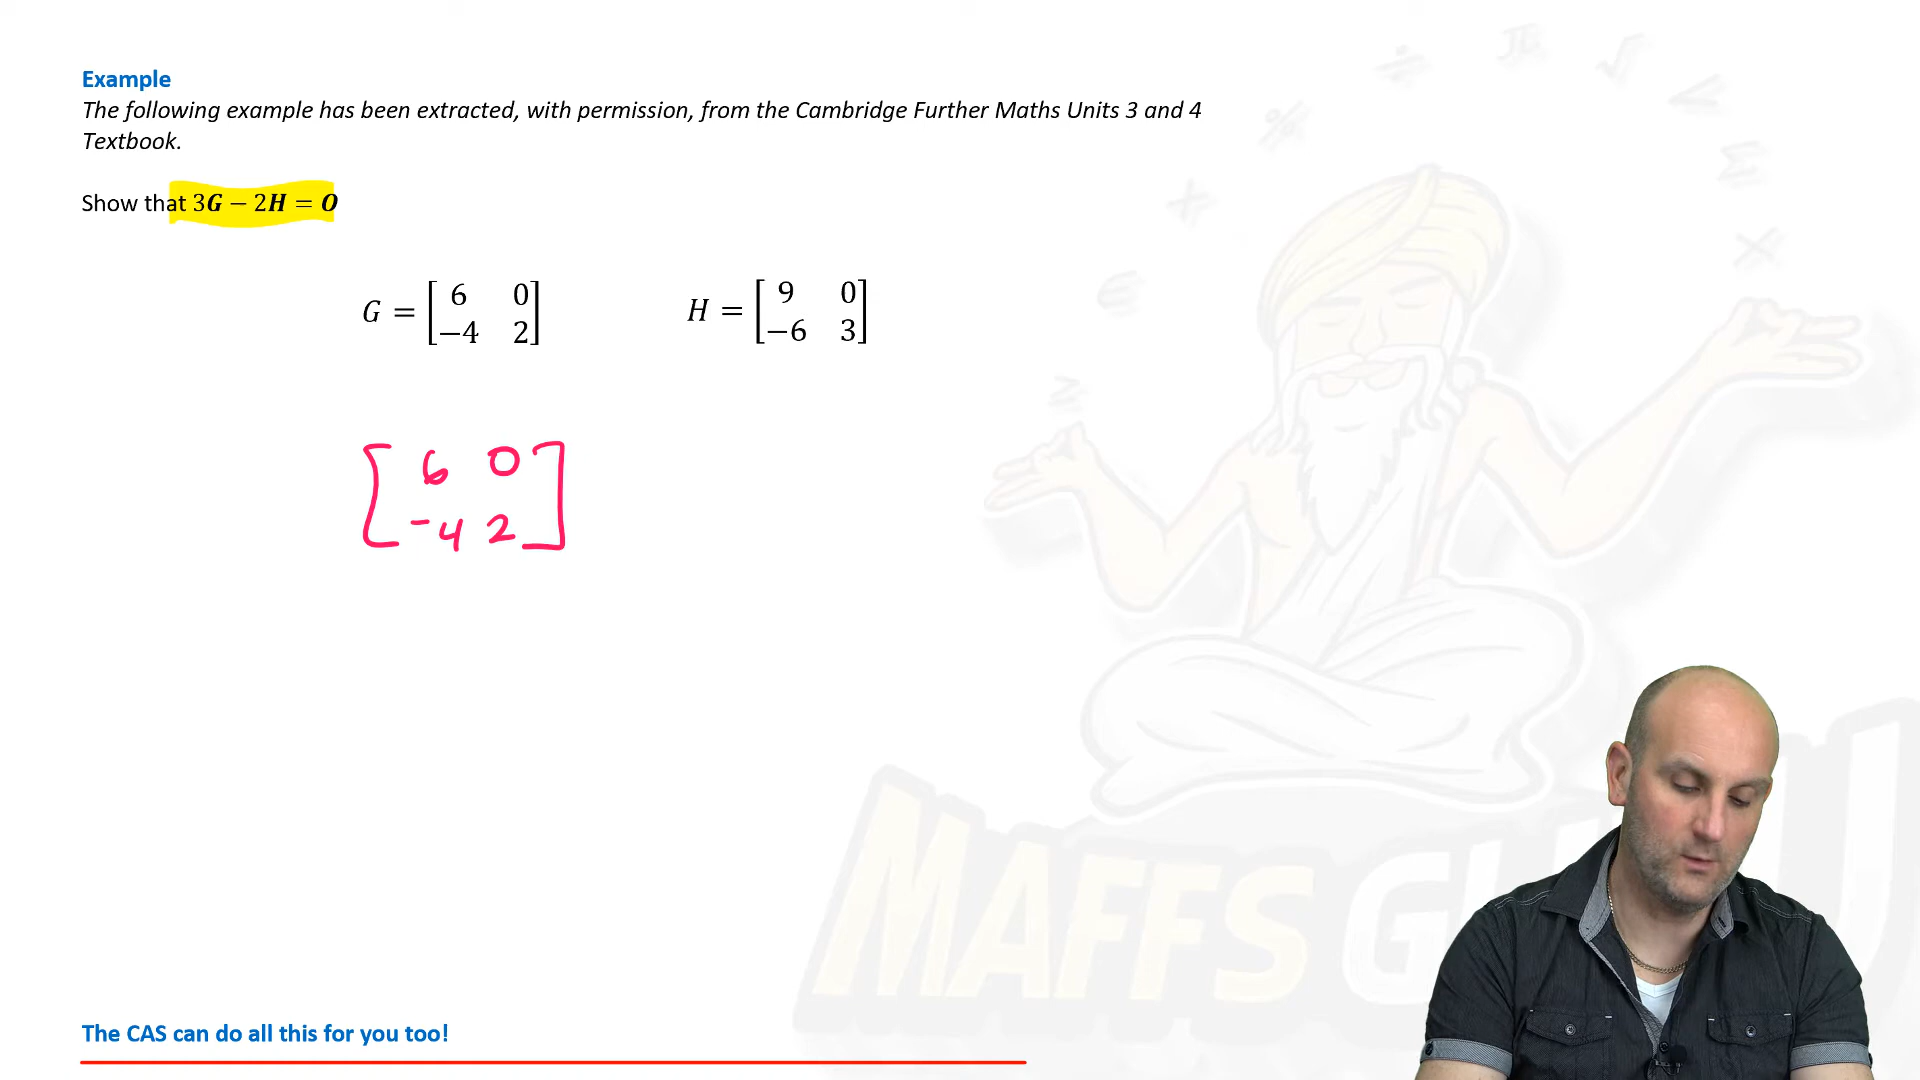 Example
The following example has been extracted, with permission, from the Cambridge Further Maths Units 3 and 4
Textbook.
Show that 3G − 2H = O
G = [6 0
−4 2]
H = [9 0
−6 3]
[6 0
-4 2]
÷ π √ <
% Σ
+ ×
€
≥
MAFFS GURU
The CAS can do all this for you too!